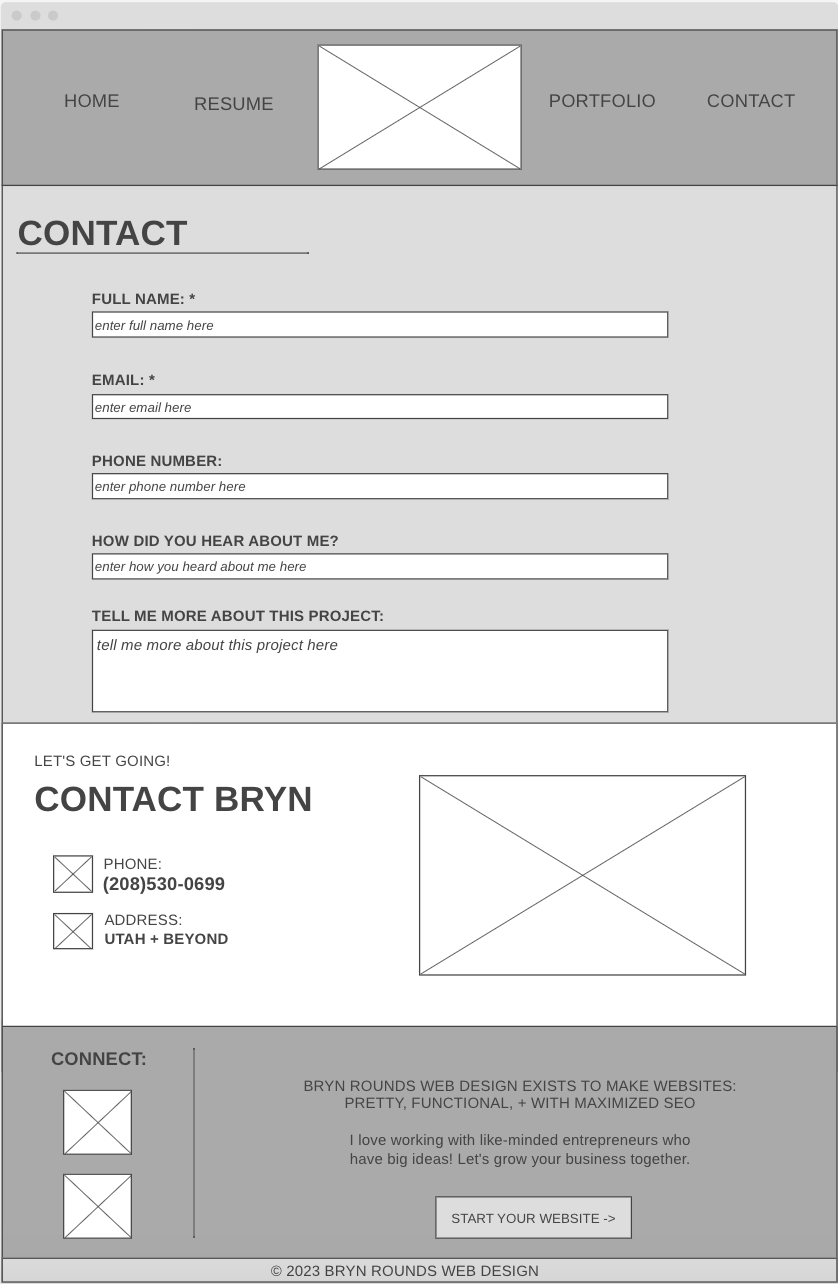 HOME
RESUME
PORTFOLIO
CONTACT
CONTACT
FULL NAME: *
enter full name here
EMAIL: *
enter email here
PHONE NUMBER:
enter phone number here
HOW DID YOU HEAR ABOUT ME?
enter how you heard about me here
TELL ME MORE ABOUT THIS PROJECT:
tell me more about this project here
LET'S GET GOING!
CONTACT BRYN
PHONE:
(208)530-0699
ADDRESS:
UTAH + BEYOND
CONNECT:
BRYN ROUNDS WEB DESIGN EXISTS TO MAKE WEBSITES:
PRETTY, FUNCTIONAL, + WITH MAXIMIZED SEO
I love working with like-minded entrepreneurs who
have big ideas! Let's grow your business together.
START YOUR WEBSITE ->
© 2023 BRYN ROUNDS WEB DESIGN